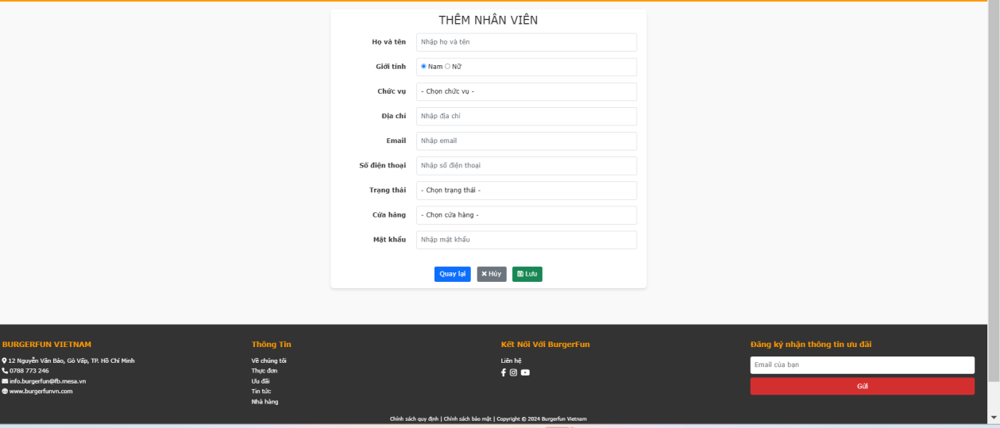 THÊM NHÂN VIÊN
Họ và tên Nhập họ và tên
Giới tính Nam Nữ
Chức vụ - Chọn chức vụ -
Địa chỉ Nhập địa chỉ
Email Nhập email
Số điện thoại Nhập số điện thoại
Trạng thái - Chọn trạng thái -
Cửa hàng - Chọn cửa hàng -
Mật khẩu Nhập mật khẩu
Quay lại Hủy Lưu
BURGERFUN VIETNAM
12 Nguyễn Văn Bảo, Gò Vấp, TP. Hồ Chí Minh
0788 773 246
info.burgerfun@fb.mesa.vn
www.burgerfunvn.com
Thông Tin
Về chúng tôi
Thực đơn
Ưu đãi
Tin tức
Nhà hàng
Kết Nối Với BurgerFun
Liên hệ
Đăng ký nhận thông tin ưu đãi
Email của bạn
Gửi
Chính sách quy định | Chính sách bảo mật | Copyright © 2024 Burgerfun Vietnam